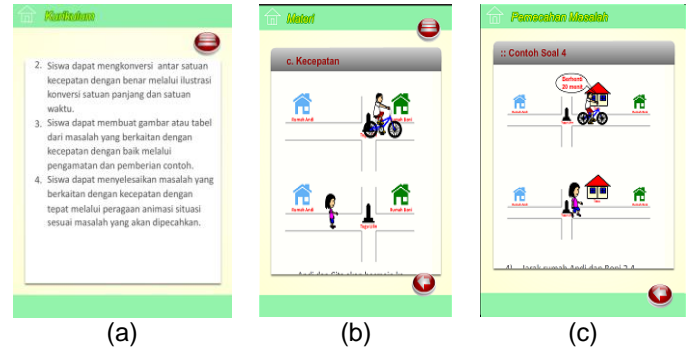 Kurikulum
2. Siswa dapat mengkonversi antar satuan
kecepatan dengan benar melalui ilustrasi
konversi satuan panjang dan satuan
waktu.
3. Siswa dapat membuat gambar atau tabel
dari masalah yang berkaitan dengan
kecepatan dengan baik melalui
pengamatan dan pemberian contoh.
4. Siswa dapat menyelesaikan masalah yang
berkaitan dengan kecepatan dengan
tepat melalui peragaan animasi situasi
sesuai masalah yang akan dipecahkan.
(a)
Materi
c. Kecepatan
Rumah Andi
Rumah Boni
Rumah Andi
Rumah Boni
(b)
Pemecahan Masalah
:: Contoh Soal 4
Berhenti
20 menit
(c)